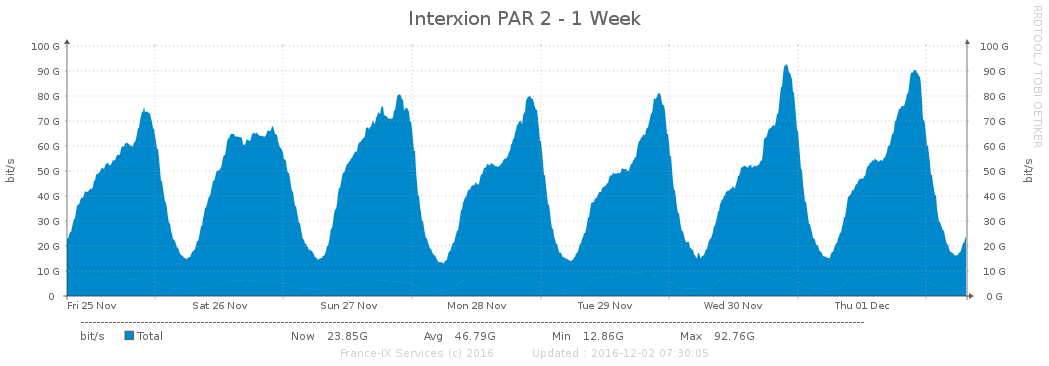 Interxion PAR 2 - 1 Week
RRDTOOL / TOBI OETIKER
bit/s
100 G
90 G
80 G
70 G
60 G
50 G
40 G
30 G
20 G
10 G
0
100 G
90 G
80 G
70 G
60 G
50 G
40 G
30 G
20 G
10 G
0 G
bit/s
Fri 25 Nov Sat 26 Nov Sun 27 Nov Mon 28 Nov Tue 29 Nov Wed 30 Nov Thu 01 Dec
bit/s Total Now 23.85G Avg 46.79G Min 12.86G Max 92.76G
France-IX Services (c) 2016 Updated : 2016-12-02 07:30:05